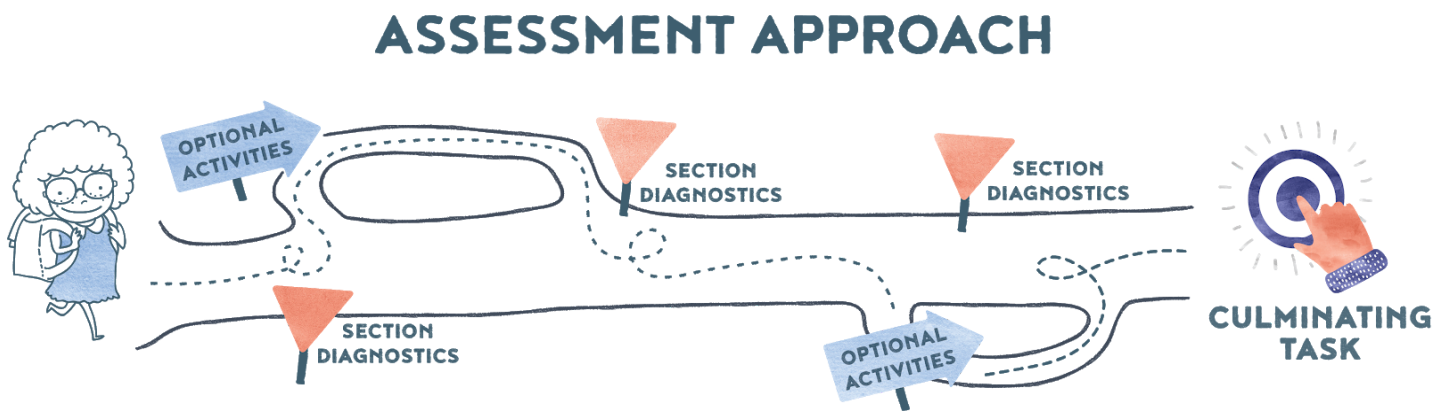 ASSESSMENT APPROACH
OPTIONAL
ACTIVITIES
SECTION
DIAGNOSTICS
SECTION
DIAGNOSTICS
SECTION
DIAGNOSTICS
OPTIONAL
ACTIVITIES
CULMINATING
TASK